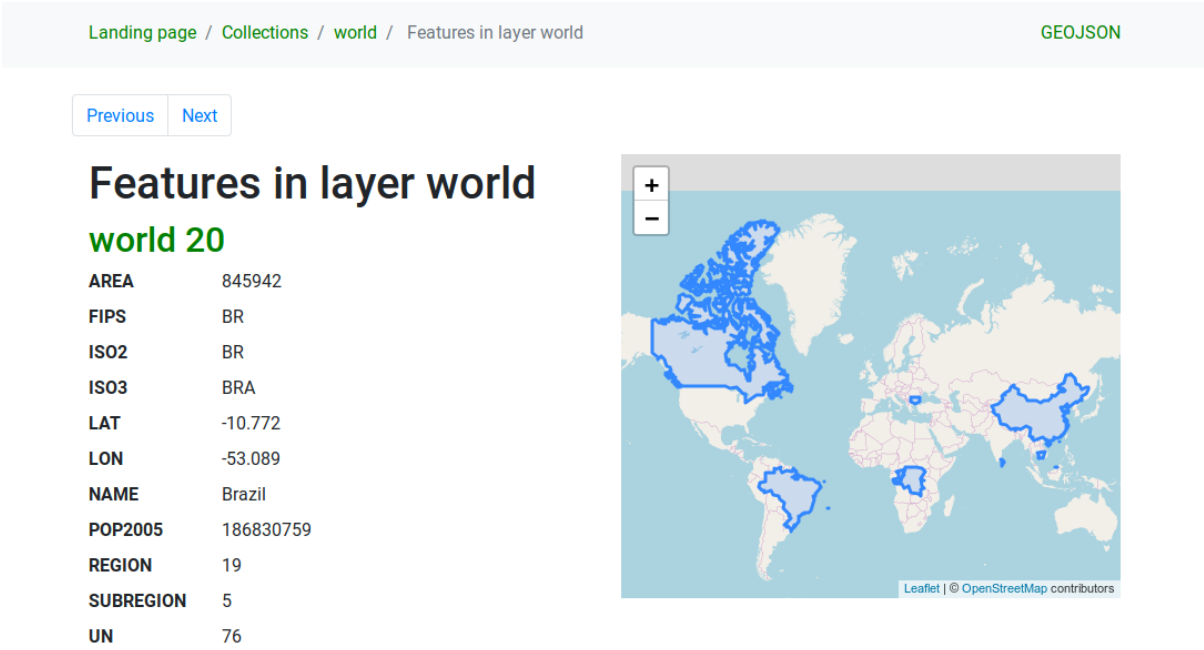 Landing page / Collections / world / Features in layer world GEOJSON
Previous Next
Features in layer world
world 20
AREA 845942
FIPS BR
ISO2 BR
ISO3 BRA
LAT -10.772
LON -53.089
NAME Brazil
POP2005 186830759
REGION 19
SUBREGION 5
UN 76
+
−
Leaflet | © OpenStreetMap contributors